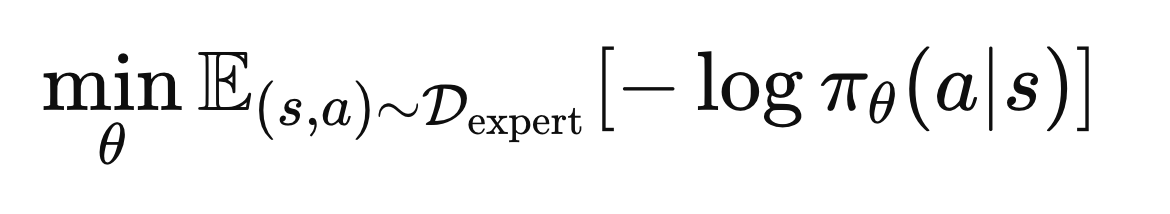 min_θ 𝔼_{(s,a)∼𝒟_expert} [− log π_θ(a|s)]